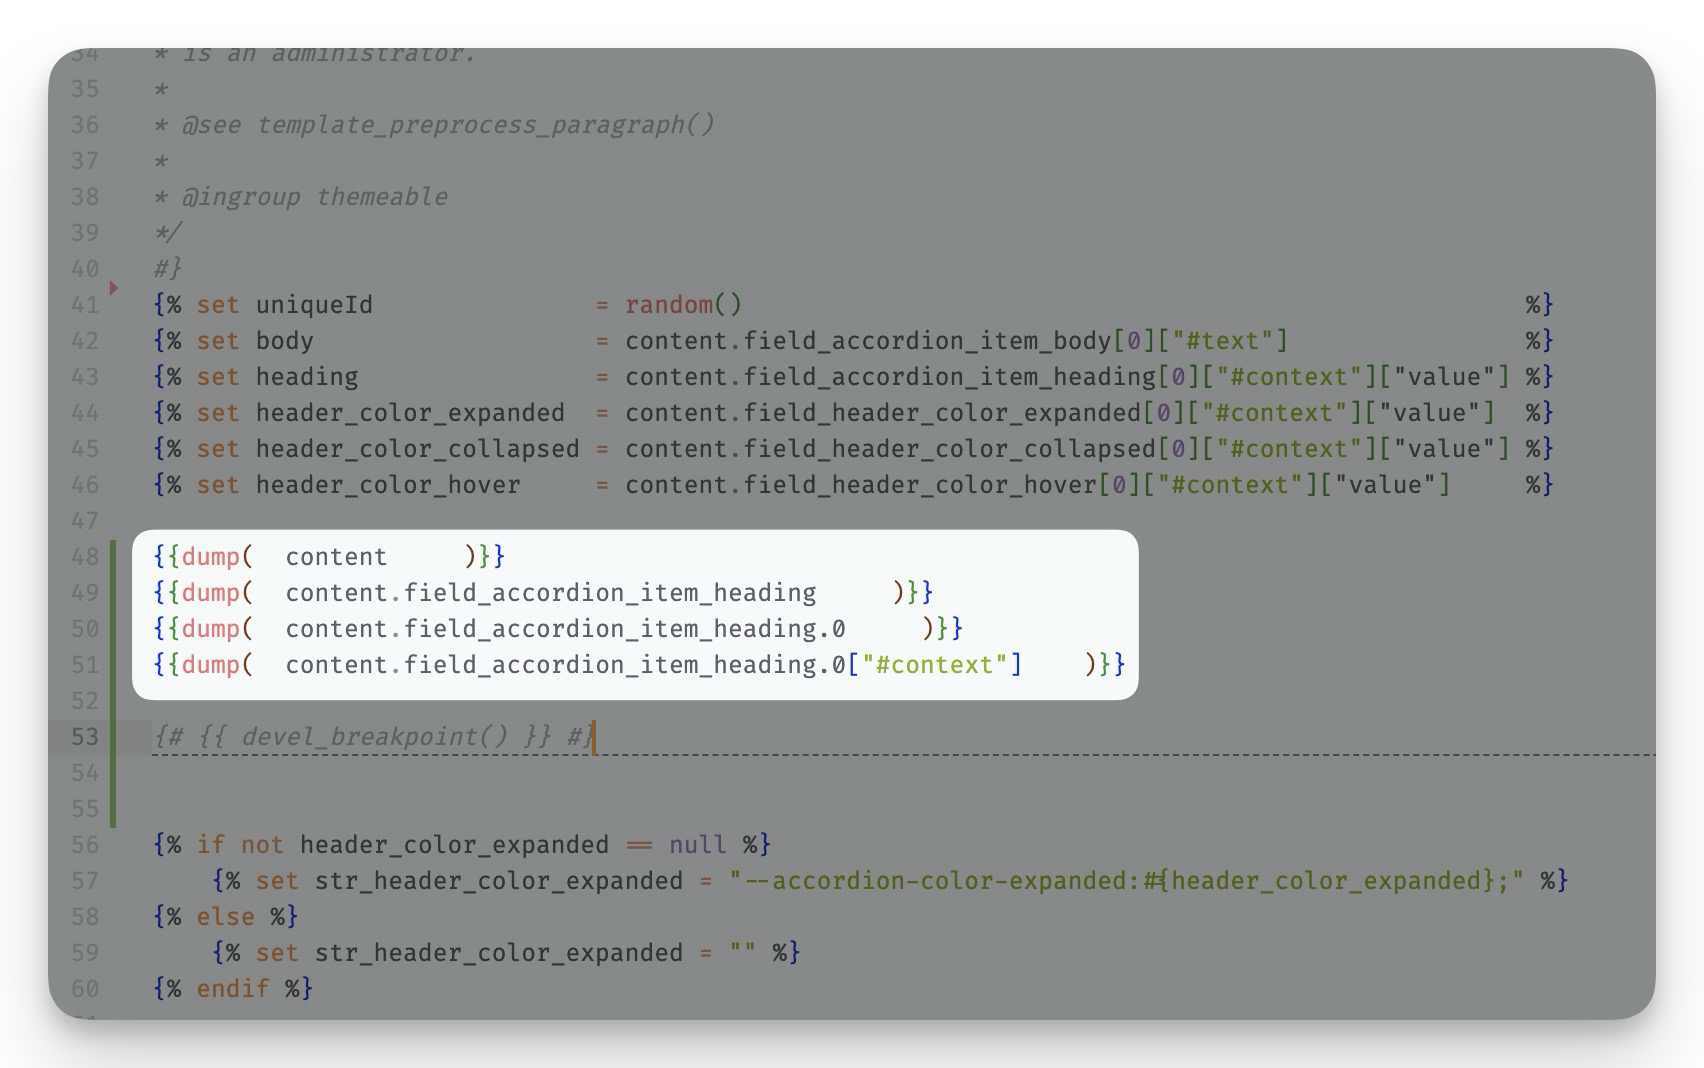 34 * is an administrator.
35 *
36 * @see template_preprocess_paragraph()
37 *
38 * @ingroup themeable
39 */
40 #}
41 {% set uniqueId = random() %}
42 {% set body = content.field_accordion_item_body[0]["#text"] %}
43 {% set heading = content.field_accordion_item_heading[0]["#context"]["value"] %}
44 {% set header_color_expanded = content.field_header_color_expanded[0]["#context"]["value"] %}
45 {% set header_color_collapsed = content.field_header_color_collapsed[0]["#context"]["value"] %}
46 {% set header_color_hover = content.field_header_color_hover[0]["#context"]["value"] %}
47
48 {{dump( content )}}
49 {{dump( content.field_accordion_item_heading )}}
50 {{dump( content.field_accordion_item_heading.0 )}}
51 {{dump( content.field_accordion_item_heading.0["#context"] )}}
52
53 {# {{ devel_breakpoint() }} #}
54
55
56 {% if not header_color_expanded == null %}
57 {% set str_header_color_expanded = "--accordion-color-expanded:#{header_color_expanded};" %}
58 {% else %}
59 {% set str_header_color_expanded = "" %}
60 {% endif %}